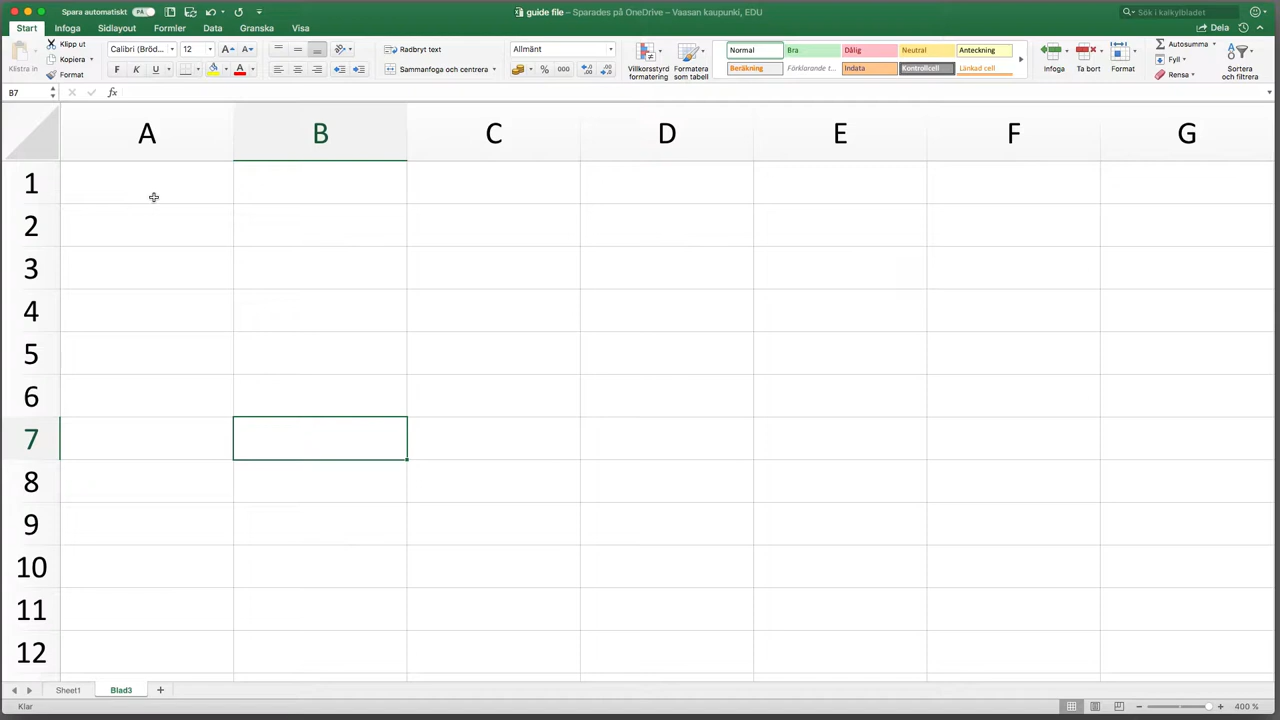 Spara automatiskt PÅ guide file – Sparades på OneDrive – Vaasan kaupunki, EDU Sök i kalkylbladet
Start Infoga Sidlayout Formler Data Granska Visa Dela
Klistra in Klipp ut Kopiera Format
Calibri (Bröd... 12 A A
F K U A
Radbryt text
Sammanoga och centrera
Allmänt
% 000
Villkorsstyrd formatering
Formatera som tabell
Normal Bra Dålig Neutral Anteckning
Beräkning Förklarande t... Indata Kontrollcell Länkad cell
Infoga Ta bort Format
Autosumma
Fyll
Rensa
Sortera och filtrera
B7 fx
A B C D E F G
1
2
3
4
5
6
7
8
9
10
11
12
Sheet1 Blad3
Klar 400 %